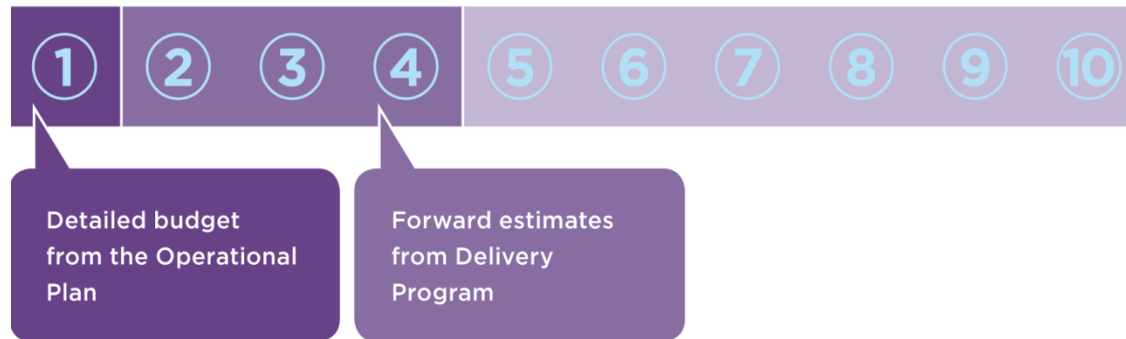 1 2 3 4 5 6 7 8 9 10
Detailed budget
from the Operational
Plan
Forward estimates
from Delivery
Program